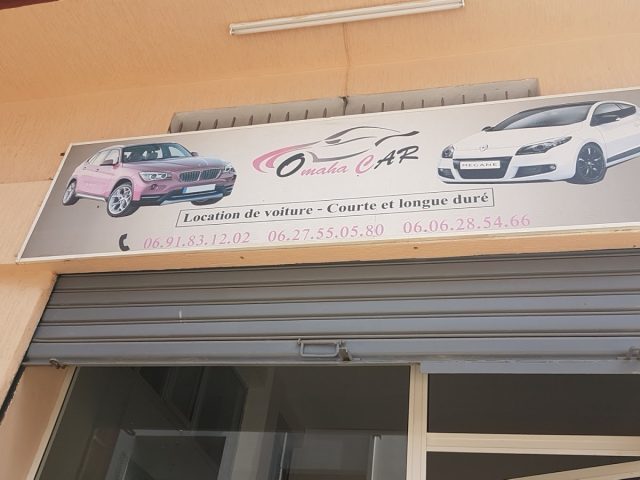 Omaha CAR
MEGANE
Location de voiture - Courte et longue duré
06.91.83.12.02 06.27.55.05.80 06.06.28.54.66